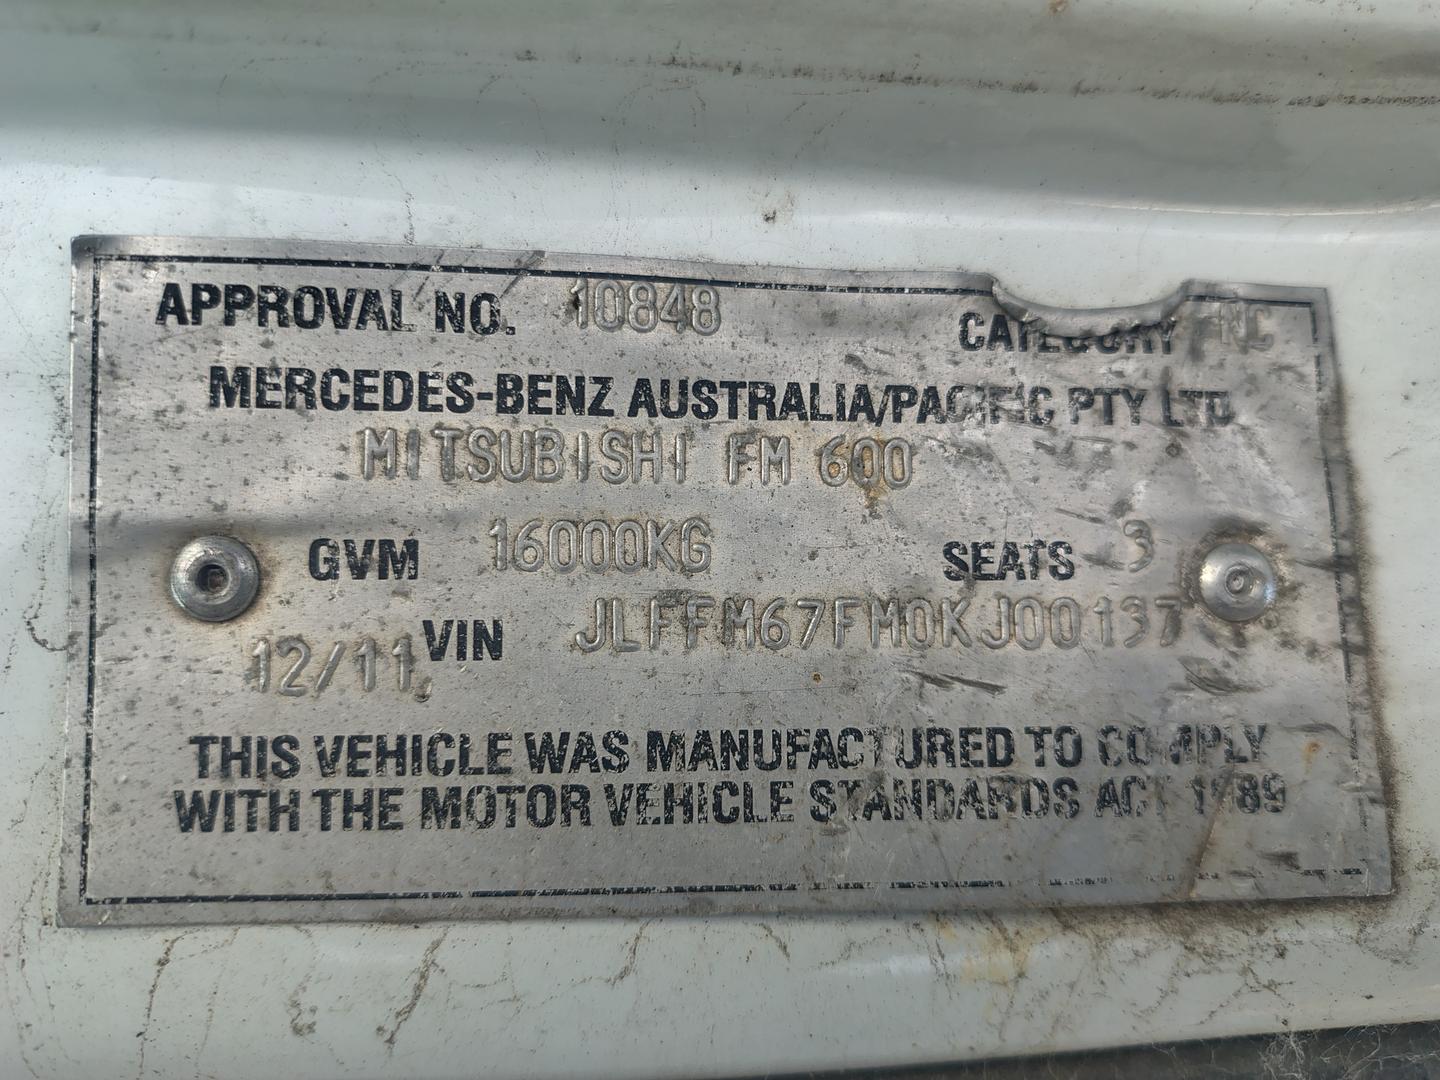 APPROVAL NO. 10848 CATEGORY NC
MERCEDES-BENZ AUSTRALIA/PACIFIC PTY LTD
MITSUBISHI FM 600
GVM 16000KG SEATS 3
12/11 VIN JLFFM67FM0KJ00137
THIS VEHICLE WAS MANUFACTURED TO COMPLY
WITH THE MOTOR VEHICLE STANDARDS ACT 1989